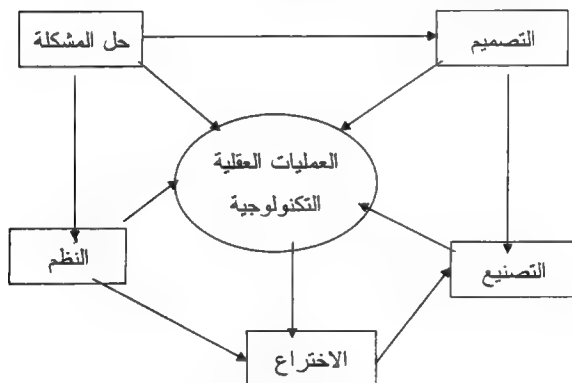 حل المشكلة
التصميم
العمليات العقلية
التكنولوجية
النظم
التصنيع
الاختراع